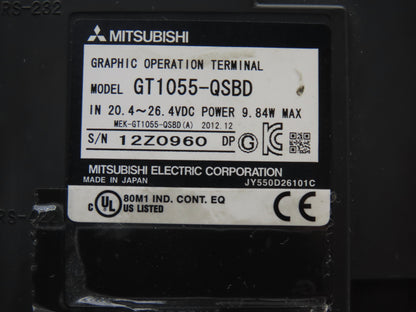 RS-232
MITSUBISHI
GRAPHIC OPERATION TERMINAL
MODEL GT1055-QSBD
IN 20.4~26.4VDC POWER 9.84W MAX
MEK-GT1055-QSBD(A) 2012.12
S/N 12Z0960 DP G
MITSUBISHI ELECTRIC CORPORATION
MADE IN JAPAN JY550D26101C
RS-
c UL US LISTED 80M1 IND. CONT. EQ CE